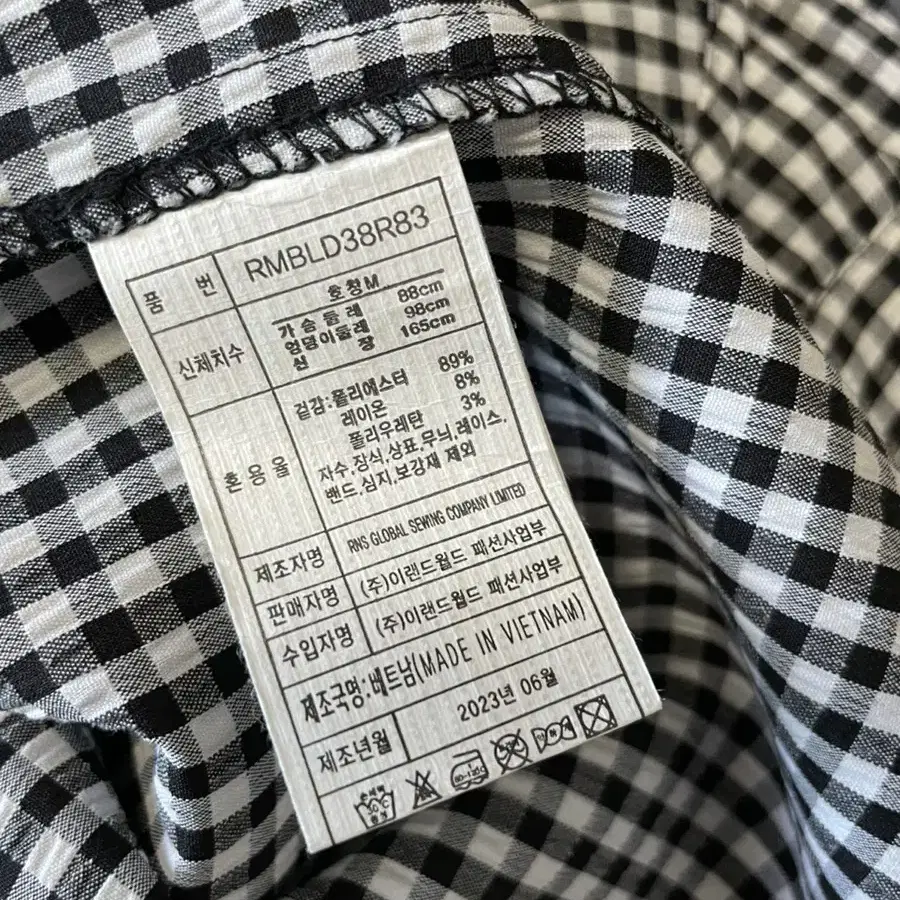 품 번 RMBLD38R83
신체치수 호칭M
가슴둘레 88cm
엉덩이둘레 98cm
신 장 165cm
혼용율 겉감:폴리에스터 89%
레이온 8%
폴리우레탄 3%
자수,장식,상표,무늬,레이스,
밴드,심지,보강재 제외
제조자명 RNS GLOBAL SEWING COMPANY LIMITED
판매자명 (주)이랜드월드 패션사업부
수입자명 (주)이랜드월드 패션사업부
제조국명:베트남(MADE IN VIETNAM)
제조년월 2023년 06월